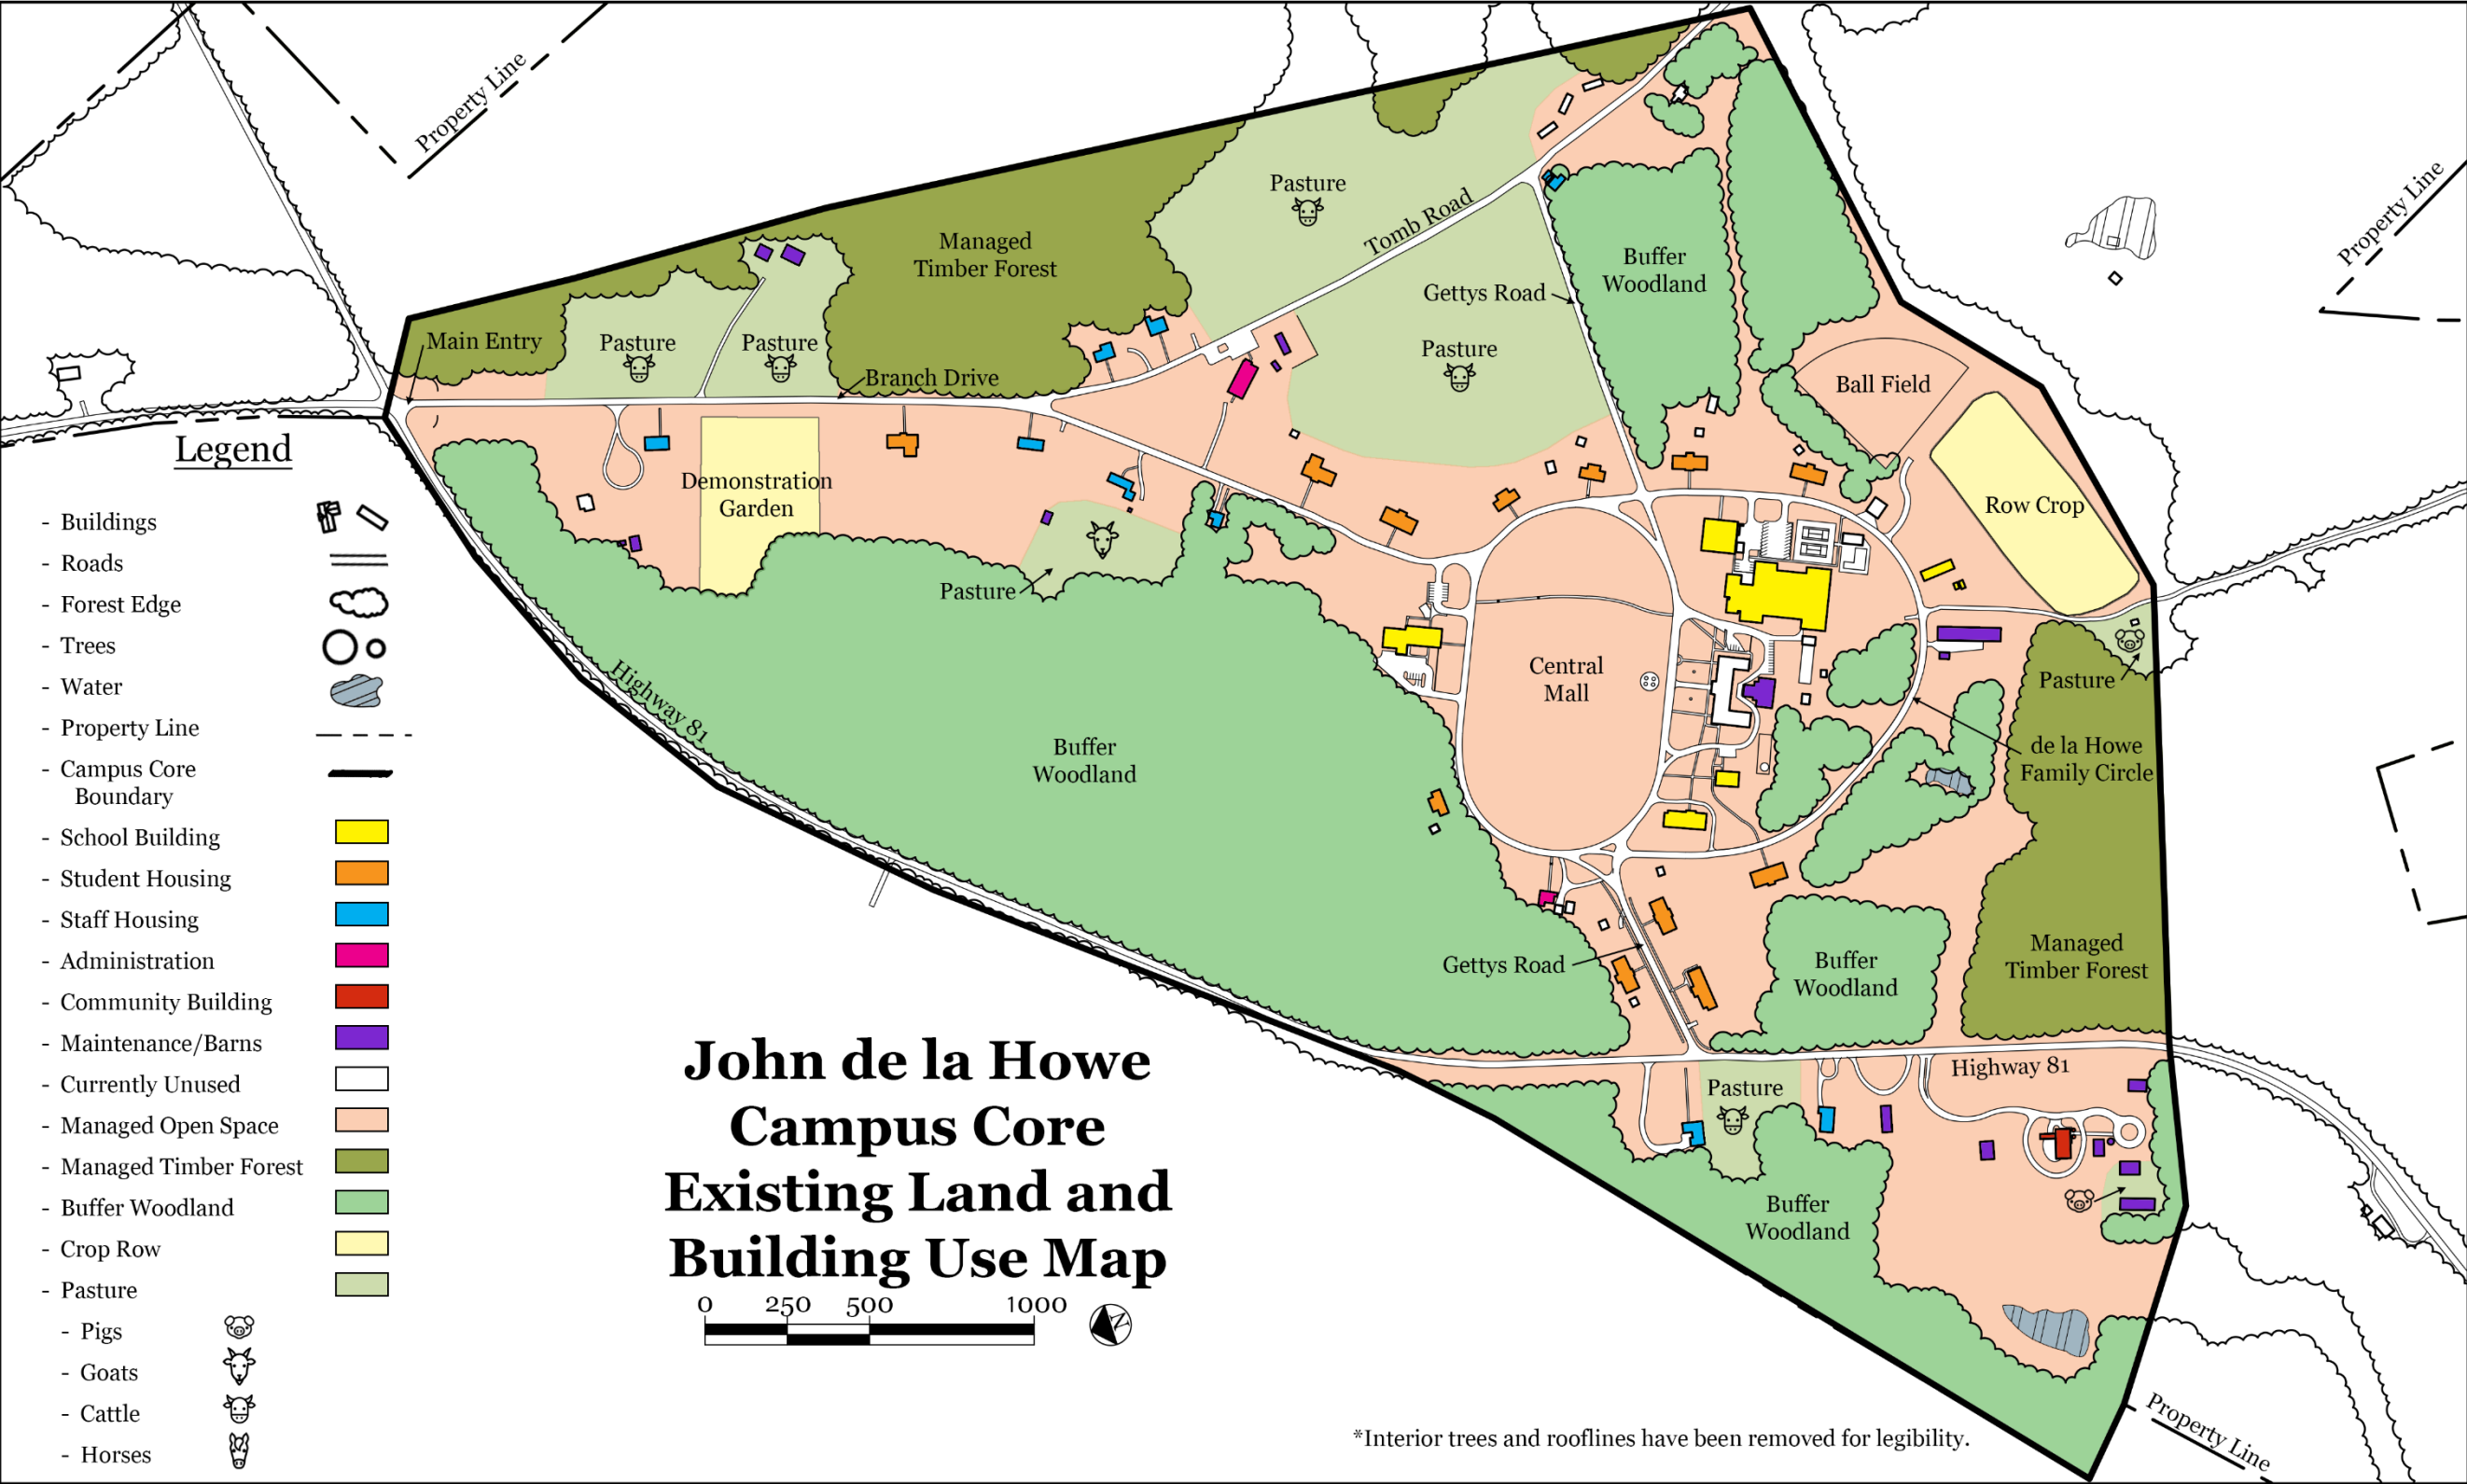 Property Line
Property Line
Pasture
Tomb Road
Managed
Timber Forest
Buffer
Woodland
Gettys Road
Main Entry
Pasture
Pasture
Pasture
Branch Drive
Ball Field
Demonstration
Garden
Row Crop
Pasture
Central
Mall
Pasture
Highway 81
Buffer
Woodland
de la Howe
Family Circle
Gettys Road
Buffer
Woodland
Managed
Timber Forest
Highway 81
Pasture
Buffer
Woodland
Property Line
Legend
- Buildings
- Roads
- Forest Edge
- Trees
- Water
- Property Line
- Campus Core
Boundary
- School Building
- Student Housing
- Staff Housing
- Administration
- Community Building
- Maintenance/Barns
- Currently Unused
- Managed Open Space
- Managed Timber Forest
- Buffer Woodland
- Crop Row
- Pasture
- Pigs
- Goats
- Cattle
- Horses
John de la Howe
Campus Core
Existing Land and
Building Use Map
0 250 500 1000
N
*Interior trees and rooflines have been removed for legibility.